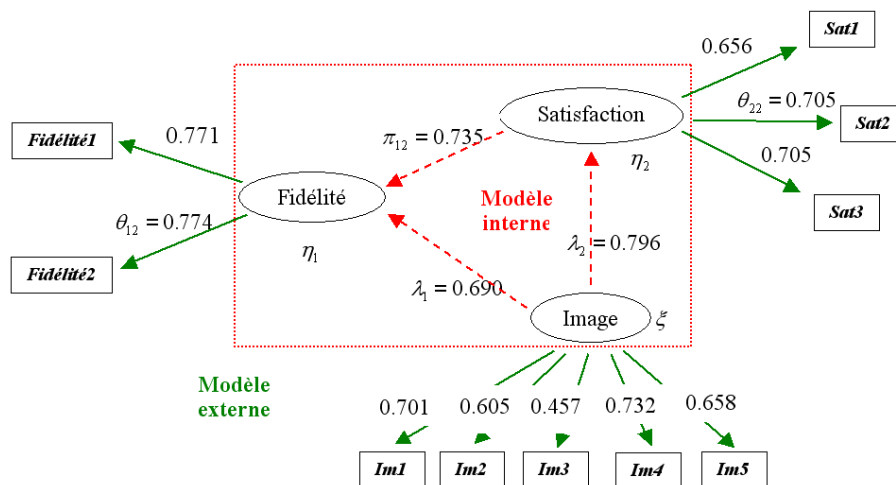 Sat1
0.656
Satisfaction
θ22 = 0.705
Sat2
Fidélité1
0.771
π12 = 0.735
η2
0.705
Fidélité
Modèle
interne
Sat3
θ12 = 0.774
η1
λ2 = 0.796
Fidélité2
λ1 = 0.690
Image
ξ
Modèle
externe
0.701
0.605
0.457
0.732
0.658
Im1
Im2
Im3
Im4
Im5